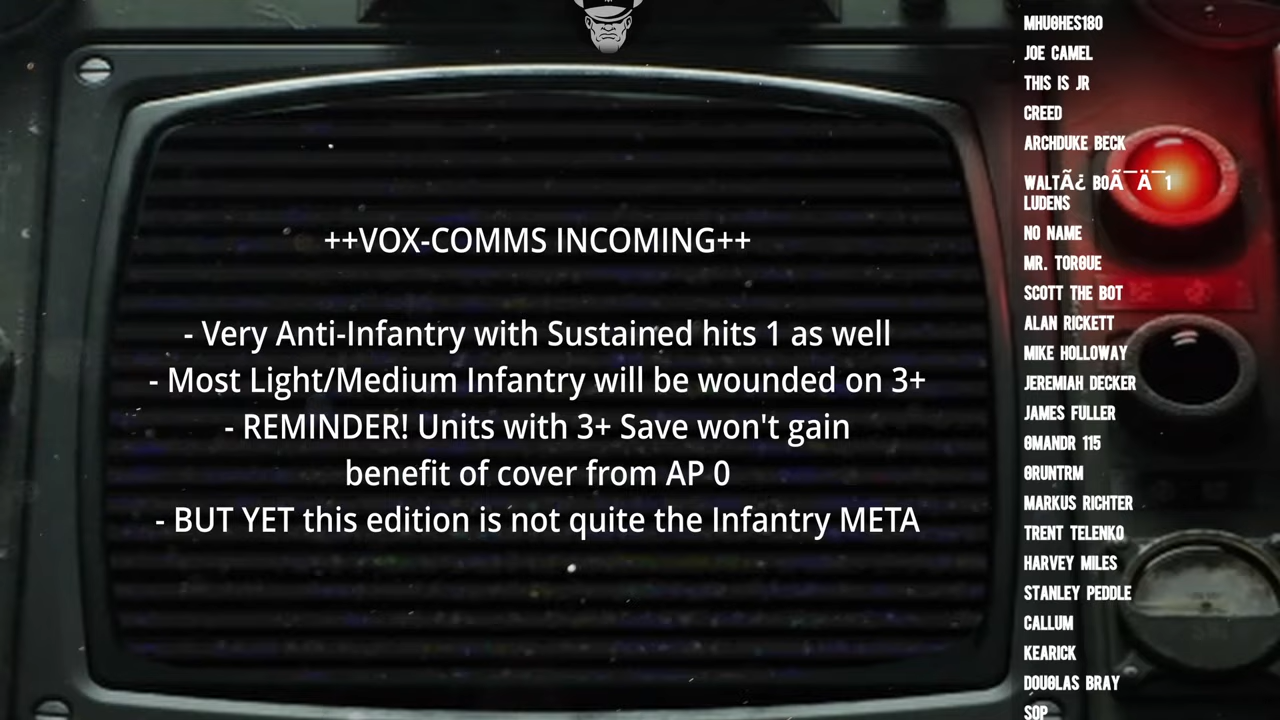 ++VOX-COMMS INCOMING++
- Very Anti-Infantry with Sustained hits 1 as well
- Most Light/Medium Infantry will be wounded on 3+
- REMINDER! Units with 3+ Save won't gain
benefit of cover from AP 0
- BUT YET this edition is not quite the Infantry META
MHUGHES180
JOE CAMEL
THIS IS JR
CREED
ARCHDUKE BECK
WALTÃ¿ BOÃ¯Ä¯1
LUDENS
NO NAME
MR. TORGUE
SCOTT THE BOT
ALAN RICKETT
MIKE HOLLOWAY
JEREMIAH DECKER
JAMES FULLER
GMANDR 115
GRUNTRM
MARKUS RICHTER
TRENT TELENKO
HARVEY MILES
STANLEY PEDDLE
CALLUM
KEARICK
DOUGLAS BRAY
SOP